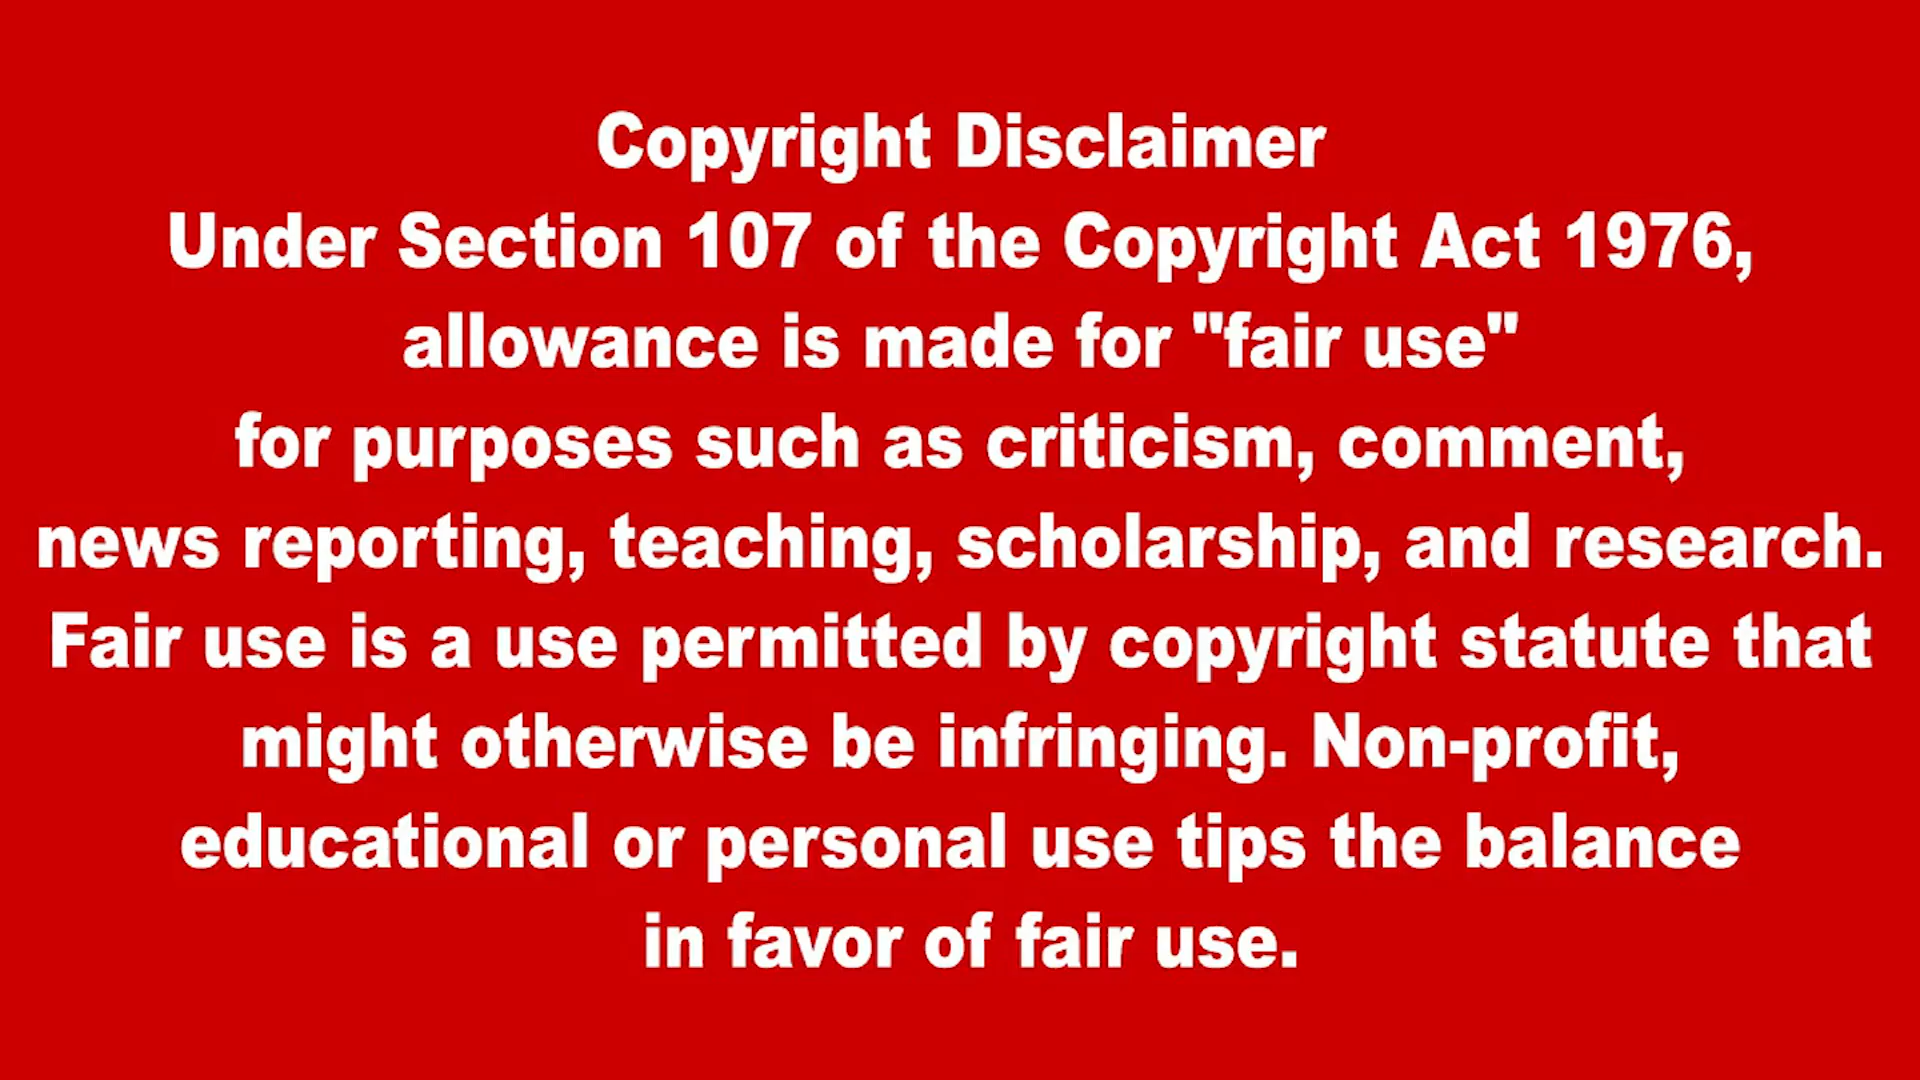 Copyright Disclaimer
Under Section 107 of the Copyright Act 1976,
allowance is made for "fair use"
for purposes such as criticism, comment,
news reporting, teaching, scholarship, and research.
Fair use is a use permitted by copyright statute that
might otherwise be infringing. Non-profit,
educational or personal use tips the balance
in favor of fair use.